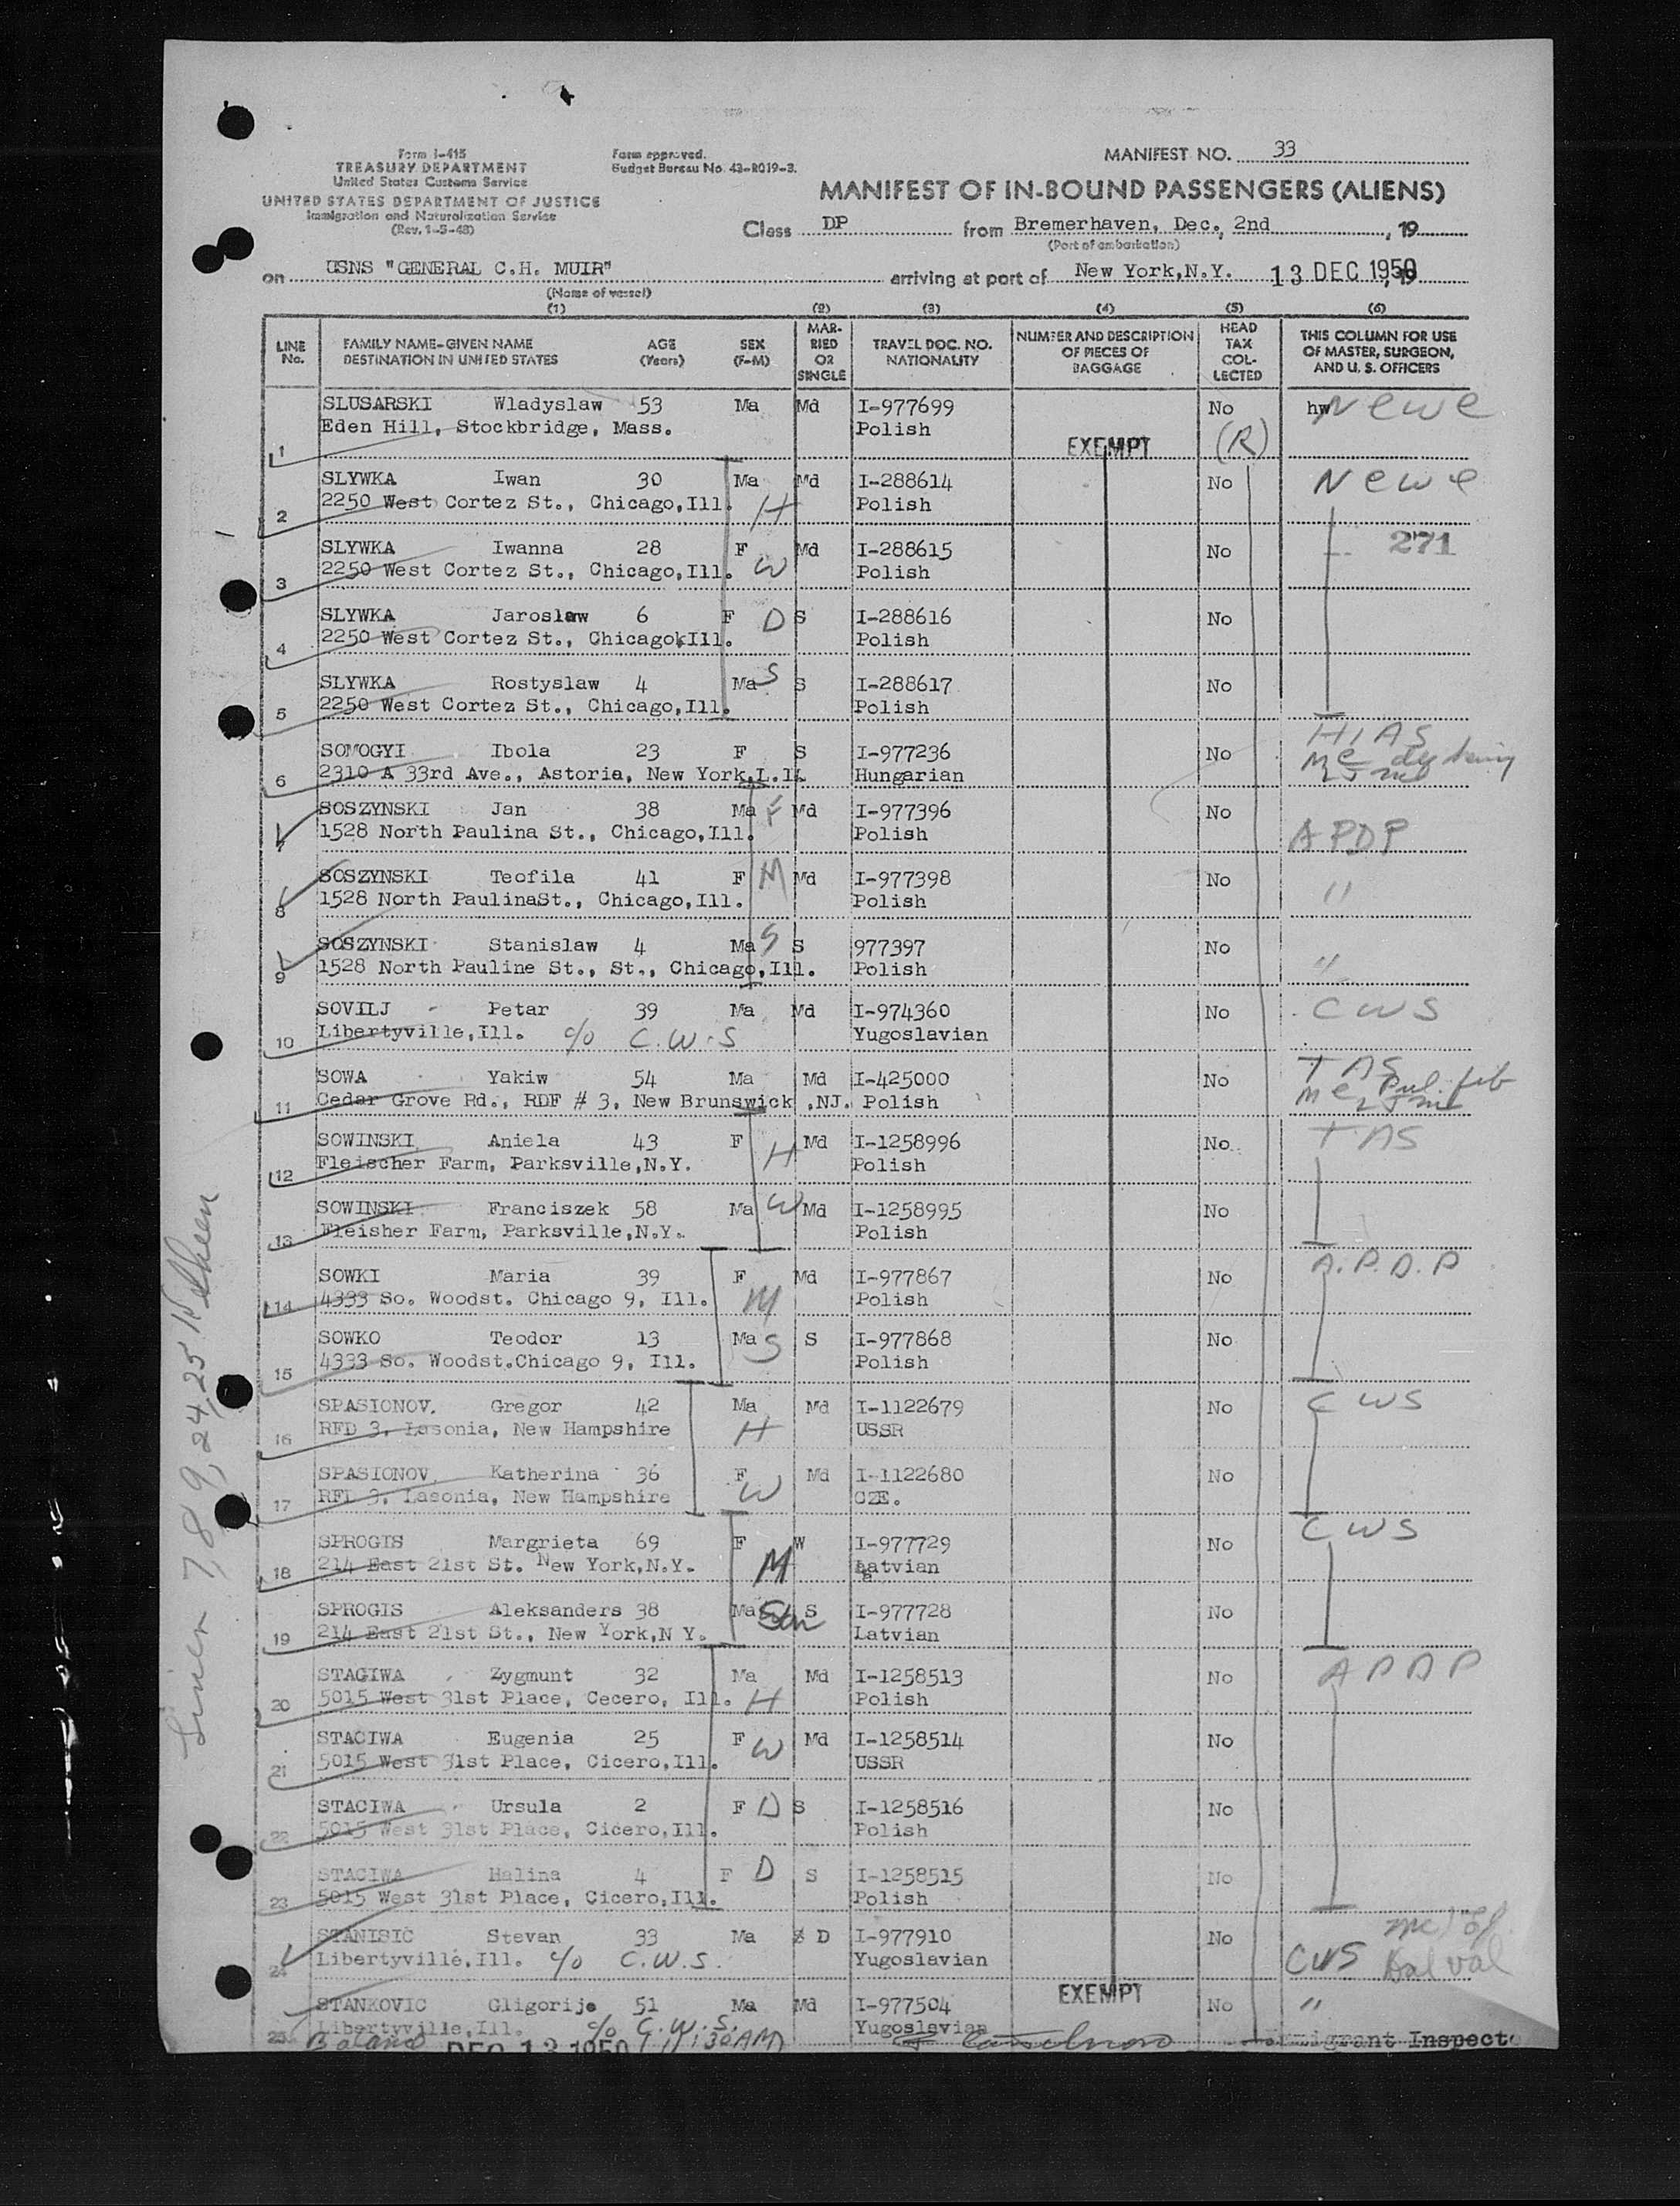 Form I-415
TREASURY DEPARTMENT
United States Customs Service
UNITED STATES DEPARTMENT OF JUSTICE
Immigration and Naturalization Service
(Rev. 1-5-48)
Form approved.
Budget Bureau No. 43-R019-3.
MANIFEST NO. 33
MANIFEST OF IN-BOUND PASSENGERS (ALIENS)
Class DP from Bremerhaven, Dec., 2nd , 19
(Port of embarkation)
on USNS "GENERAL C.H. MUIR" arriving at port of New York,N.Y. 13 DEC 1950, 19
(Name of vessel)
(1) (2) (3) (4) (5) (6)
LINE No. FAMILY NAME-GIVEN NAME DESTINATION IN UNITED STATES AGE (Years) SEX (F-M) MARRIED OR SINGLE TRAVEL DOC. NO. NATIONALITY NUMBER AND DESCRIPTION OF PIECES OF BAGGAGE HEAD TAX COLLECTED THIS COLUMN FOR USE OF MASTER, SURGEON, AND U. S. OFFICERS
SLUSARSKI Wladyslaw 53 Ma Md I-977699 No hw NCWC
1 Eden Hill, Stockbridge, Mass. Polish EXEMPT (R)
SLYWKA Iwan 30 Ma Md I-288614 No NCWC
2 2250 West Cortez St., Chicago,Ill. H Polish
SLYWKA Iwanna 28 F Md I-288615 No 271
3 2250 West Cortez St., Chicago,Ill. W Polish
SLYWKA Jaroslaw 6 F D S I-288616 No
4 2250 West Cortez St., Chicagok,Ill. Polish
SLYWKA Rostyslaw 4 Ma S S I-288617 No
5 2250 West Cortez St., Chicago,Ill. Polish
SOMOGYI Ibola 23 F S I-977236 No HIAS
6 2310 A 33rd Ave., Astoria, New York,L.I. Hungarian
SOSZYNSKI Jan 38 Ma F Md I-977396 No
7 1528 North Paulina St., Chicago,Ill. Polish APDP
SOSZYNSKI Teofila 41 F M Md I-977398 No
8 1528 North PaulinaSt., Chicago,Ill. Polish "
SOSZYNSKI Stanislaw 4 Ma S S 977397 No
9 1528 North Pauline St., St., Chicago,Ill. Polish "
SOVILJ Petar 39 Ma Md I-974360 No CWS
10 Libertyville,Ill. c/o C.W.S Yugoslavian
SOWA Yakiw 54 Ma Md I-425000 No TAS
11 Cedar Grove Rd., RDF # 3, New Brunswick ,NJ. Polish
SOWINSKI Aniela 43 F Md I-1258996 No. TAS
12 Fleischer Farm, Parksville,N.Y. H Polish
SOWINSKI Franciszek 58 Ma W Md I-1258995 No
13 Fleisher Farm, Parksville,N.Y. Polish
SOWKI Maria 39 F Md I-977867 No A.P.D.P
14 4333 So. Woodst. Chicago 9, Ill. M Polish
SOWKO Teodor 13 Ma S S I-977868 No
15 4333 So. Woodst.Chicago 9, Ill. Polish
SPASIONOV. Gregor 42 Ma Md I-1122679 No CWS
16 RFD 3, Lasonia, New Hampshire H USSR
SPASIONOV. Katherina 36 F Md I-1122680 No
17 RFD 3, Lasonia, New Hampshire W CZE.
SPROGIS Margrieta 69 F W I-977729 No CWS
18 214 East 21st St. New York,N.Y. M Latvian
SPROGIS Aleksanders 38 Ma Son S I-977728 No
19 214 East 21st St., New York,N Y. Latvian
STAGIWA Zygmunt 32 Ma Md I-1258513 No APDP
20 5015 West 31st Place, Cecero, Ill. H Polish
STACIWA Eugenia 25 F W Md I-1258514 No
21 5015 West 31st Place, Cicero,Ill. USSR
STACIWA Ursula 2 F D S I-1258516 No
22 5015 West 31st Place, Cicero,Ill. Polish
STACIWA Halina 4 F D S I-1258515 No
23 5015 West 31st Place, Cicero,Ill. Polish
STANISIC Stevan 33 Ma D I-977910 No
24 Libertyville,Ill. c/o C.W.S. Yugoslavian CWS
STANKOVIC Gligorije 51 Ma Md I-977504 EXEMPT No "
25 Libertyville,Ill. c/o C.W.S. Yugoslavian
DEC 13 1950 (11:30AM) Immigrant Inspect
Lines 7, 8, 9, 24, 25